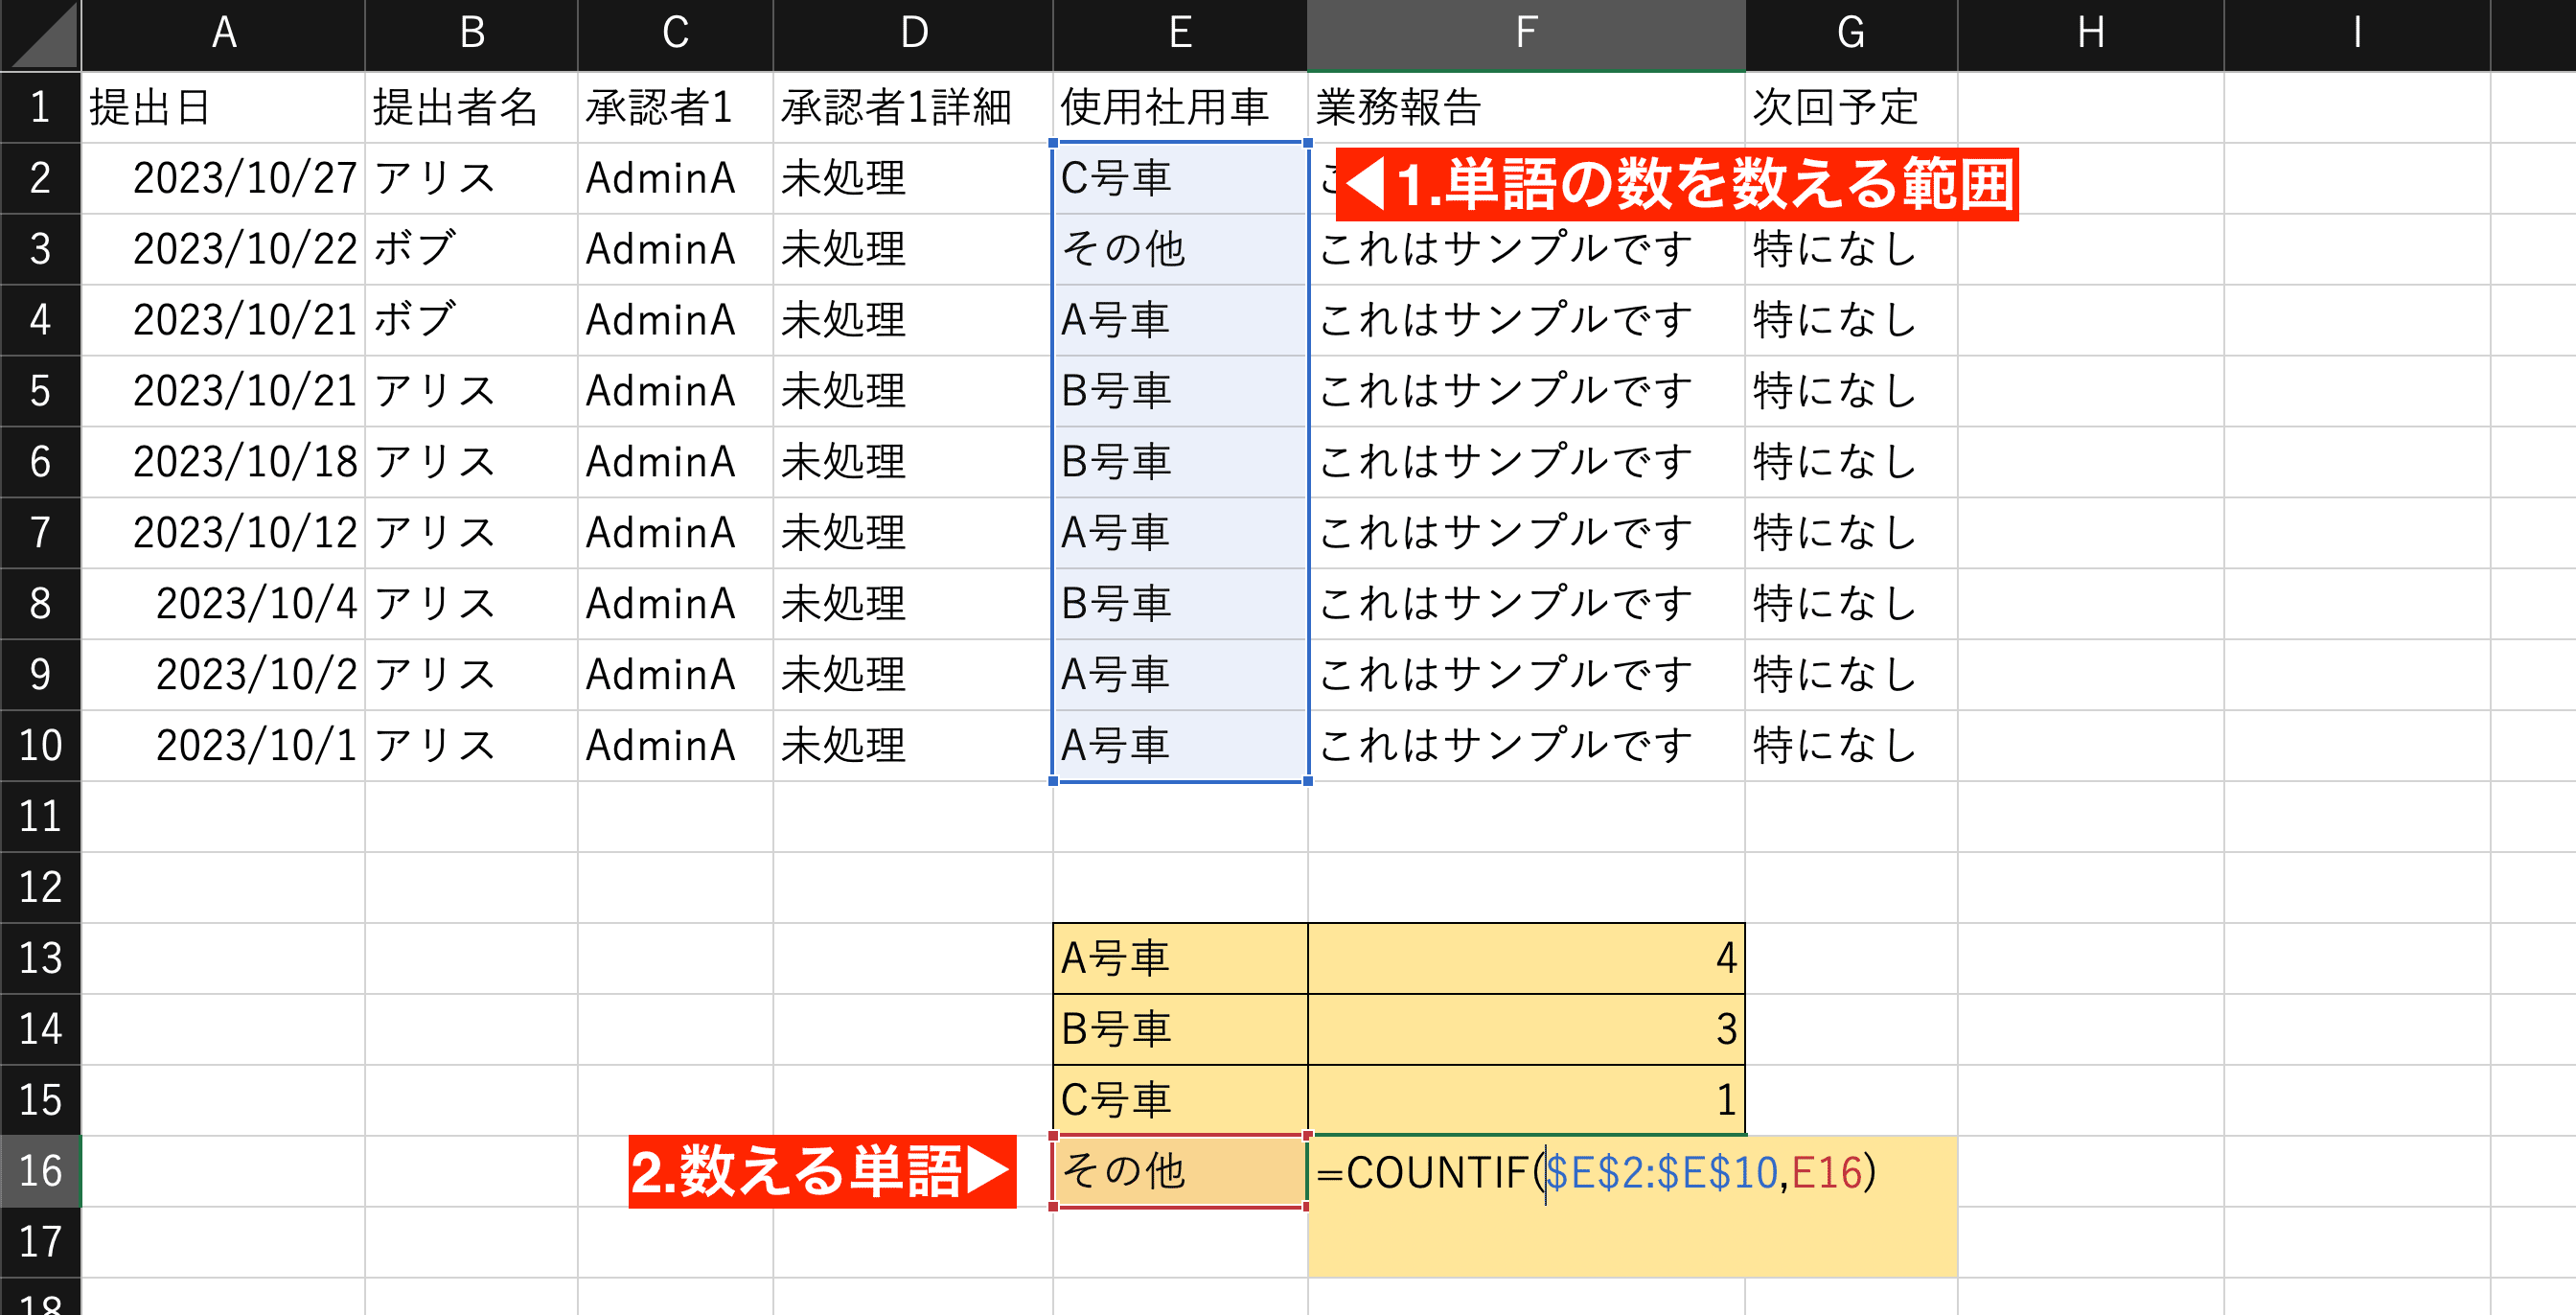 A B C D E F G H I
1 提出日 提出者名 承認者1 承認者1詳細 使用社用車 業務報告 次回予定
2 2023/10/27 アリス AdminA 未処理 C号車 ◀1.単語の数を数える範囲
3 2023/10/22 ボブ AdminA 未処理 その他 これはサンプルです 特になし
4 2023/10/21 ボブ AdminA 未処理 A号車 これはサンプルです 特になし
5 2023/10/21 アリス AdminA 未処理 B号車 これはサンプルです 特になし
6 2023/10/18 アリス AdminA 未処理 B号車 これはサンプルです 特になし
7 2023/10/12 アリス AdminA 未処理 A号車 これはサンプルです 特になし
8 2023/10/4 アリス AdminA 未処理 B号車 これはサンプルです 特になし
9 2023/10/2 アリス AdminA 未処理 A号車 これはサンプルです 特になし
10 2023/10/1 アリス AdminA 未処理 A号車 これはサンプルです 特になし
11
12
13 A号車 4
14 B号車 3
15 C号車 1
16 2.数える単語▶ その他 =COUNTIF($E$2:$E$10,E16)
17
18